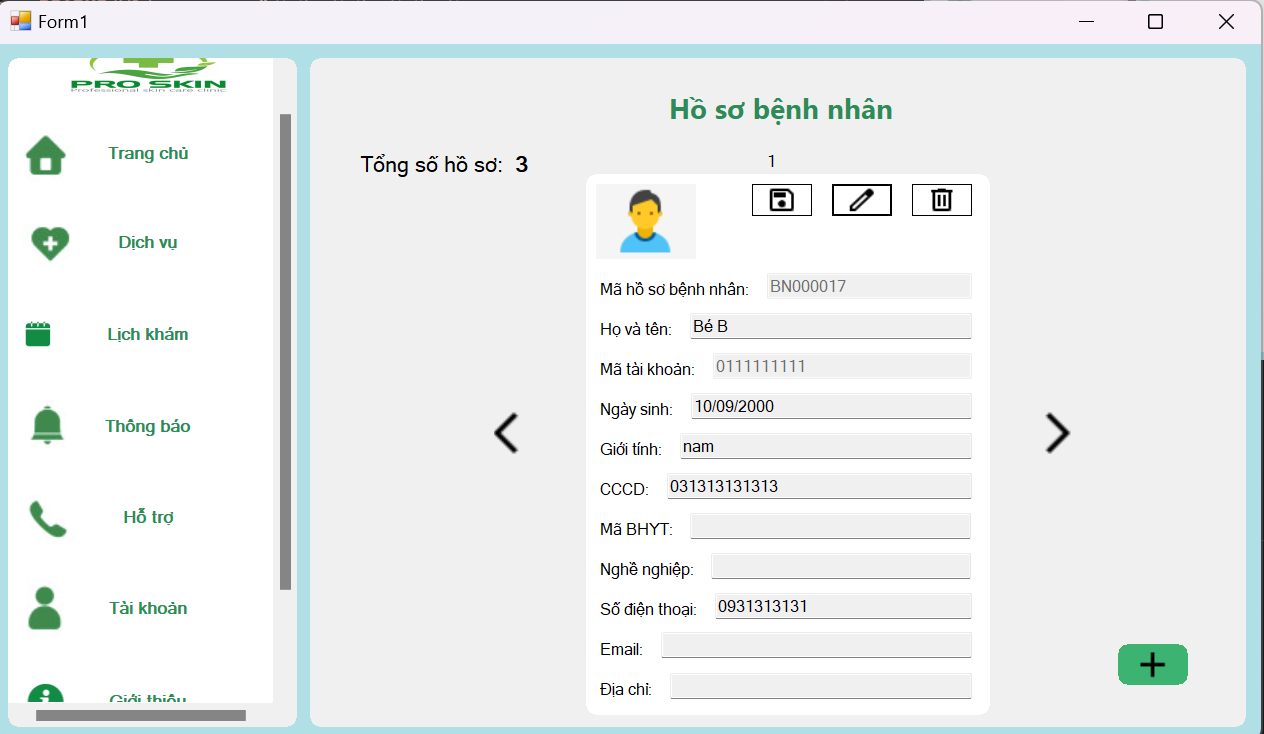 Form1
PRO SKIN
Professional skin care clinic
Trang chủ
Dịch vụ
Lịch khám
Thông báo
Hỗ trợ
Tài khoản
Giới thiệu
Hồ sơ bệnh nhân
Tổng số hồ sơ: 3
1
Mã hồ sơ bệnh nhân: BN000017
Họ và tên: Bé B
Mã tài khoản: 0111111111
Ngày sinh: 10/09/2000
Giới tính: nam
CCCD: 031313131313
Mã BHYT:
Nghề nghiệp:
Số điện thoại: 0931313131
Email:
Địa chỉ: